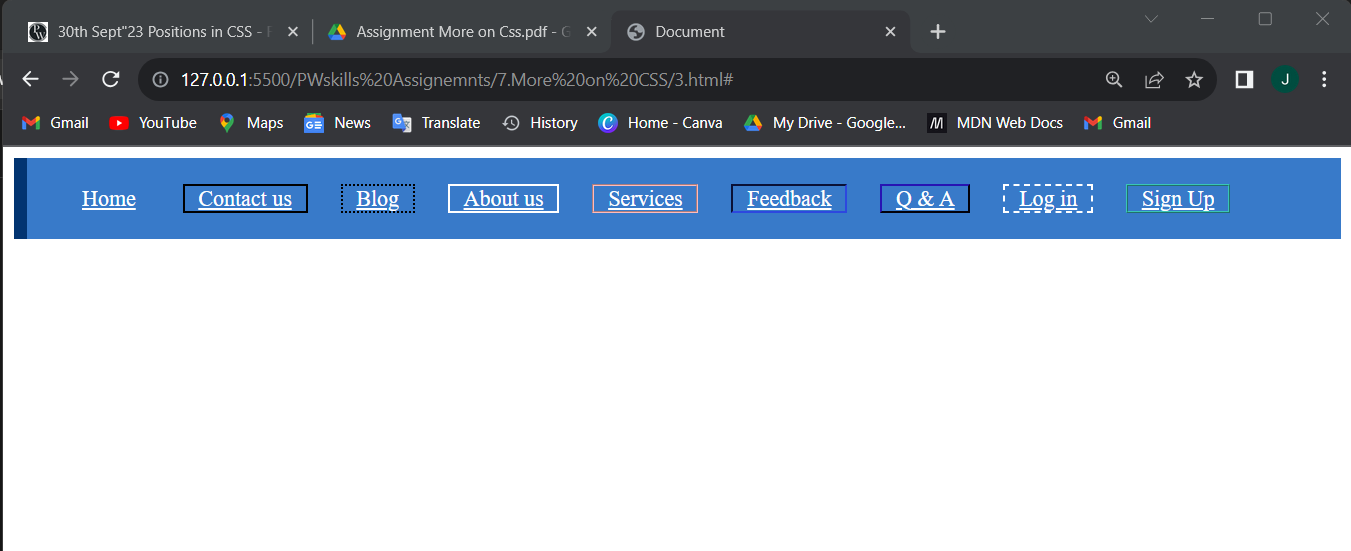 30th Sept"23 Positions in CSS - P
Assignment More on Css.pdf - G
Document
127.0.0.1:5500/PWskills%20Assignemnts/7.More%20on%20CSS/3.html#
J
Gmail
YouTube
Maps
News
Translate
History
Home - Canva
My Drive - Google...
MDN Web Docs
Gmail
Home
Contact us
Blog
About us
Services
Feedback
Q & A
Log in
Sign Up